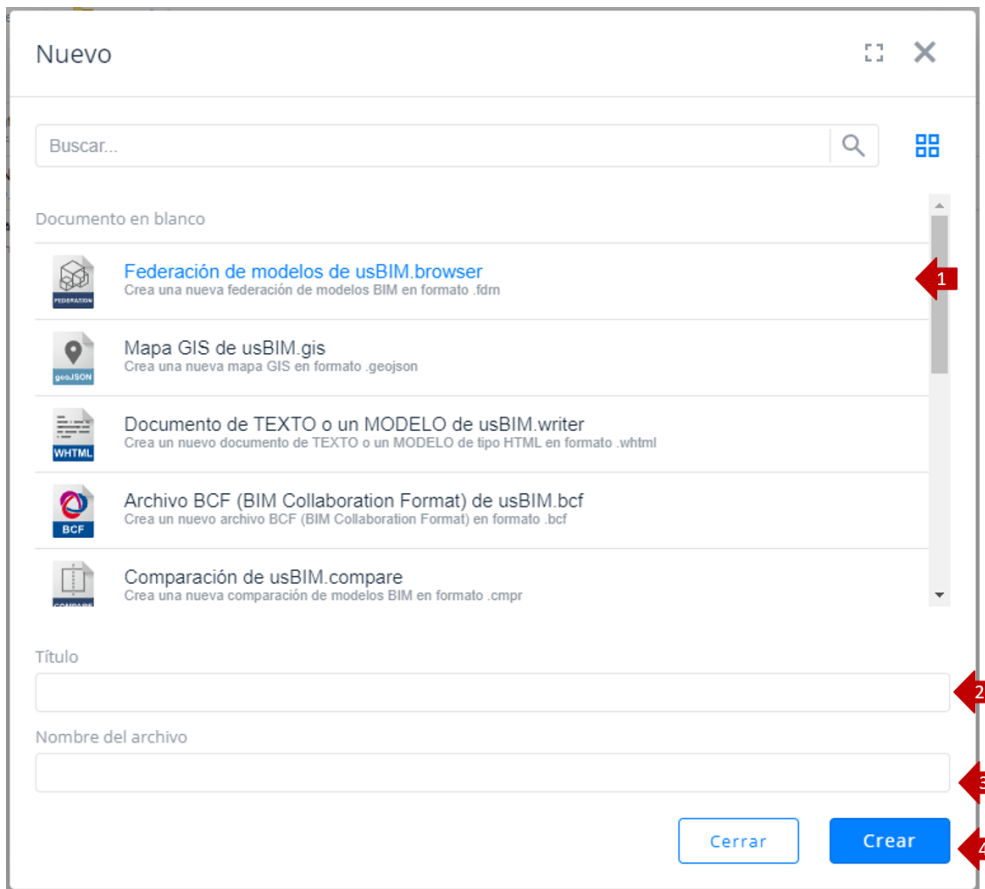 Nuevo
Buscar...
Documento en blanco
FEDERATION
Federación de modelos de usBIM.browser
Crea una nueva federación de modelos BIM en formato .fdrn
1
geoJSON
Mapa GIS de usBIM.gis
Crea una nueva mapa GIS en formato .geojson
WHTML
Documento de TEXTO o un MODELO de usBIM.writer
Crea un nuevo documento de TEXTO o un MODELO de tipo HTML en formato .whtml
BCF
Archivo BCF (BIM Collaboration Format) de usBIM.bcf
Crea un nuevo archivo BCF (BIM Collaboration Format) en formato .bcf
COMPARE
Comparación de usBIM.compare
Crea una nueva comparación de modelos BIM en formato .cmpr
Título
2
Nombre del archivo
3
Cerrar
Crear
4